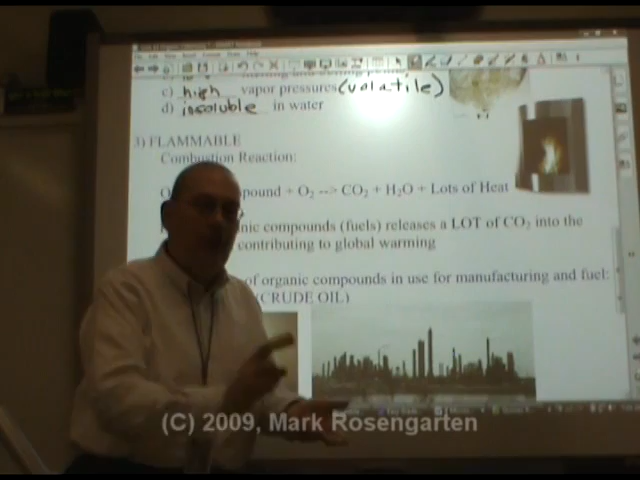 c) high vapor pressures (volatile)
d) insoluble in water
3) FLAMMABLE
Combustion Reaction:
O mpound + O₂ --> CO₂ + H₂O + Lots of Heat
nic compounds (fuels) releases a LOT of CO₂ into the
contributing to global warming
of organic compounds in use for manufacturing and fuel:
(CRUDE OIL)
(C) 2009, Mark Rosengarten